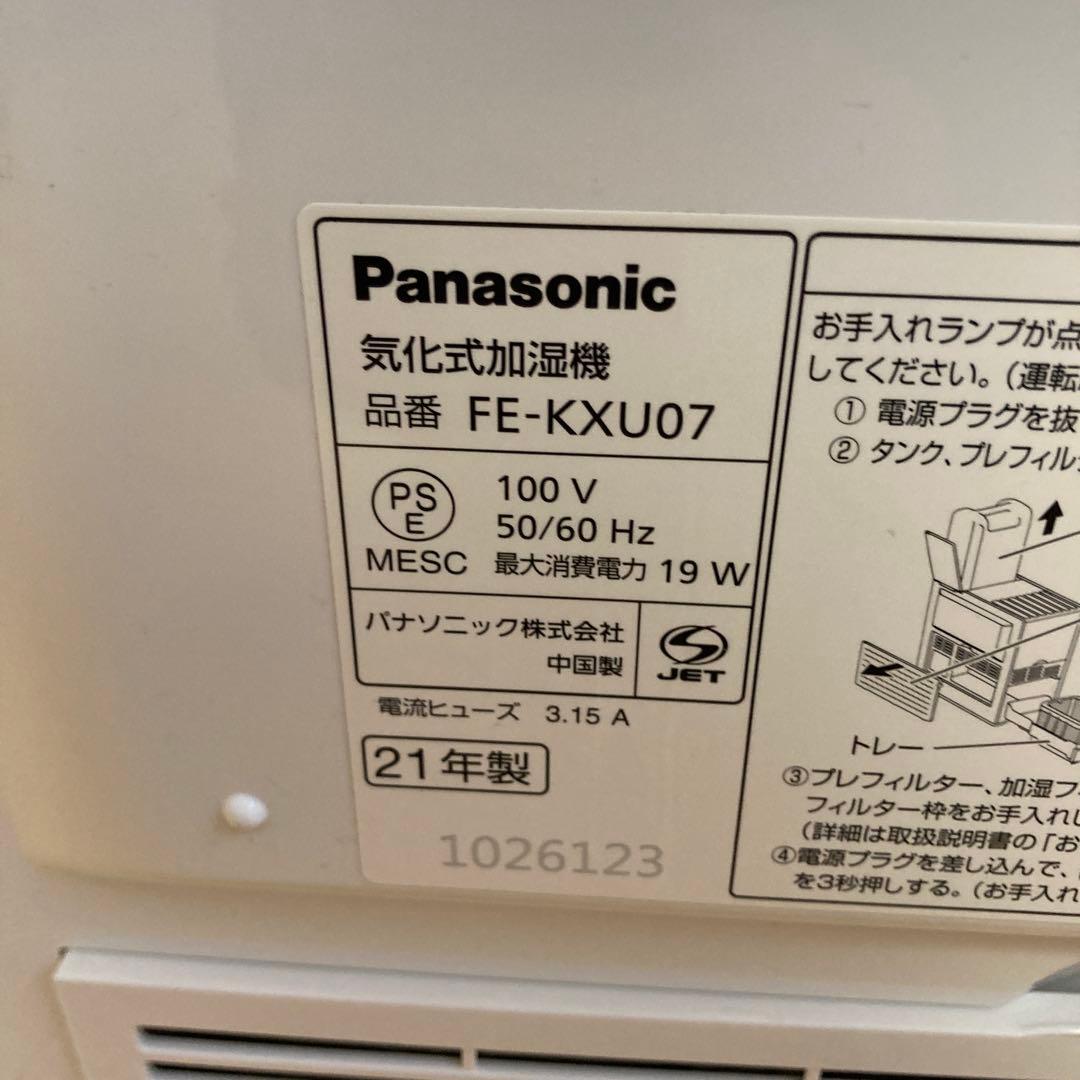 Panasonic
気化式加湿機
品番 FE-KXU07
PS
E
MESC
100 V
50/60 Hz
最大消費電力 19 W
パナソニック株式会社
中国製
JET
電流ヒューズ 3.15 A
21年製
1026123
お手入れランプが点
してください。(運転
① 電源プラグを抜
② タンク、プレフィル
トレー
③プレフィルター、加湿フ
フィルター枠をお手入れし
(詳細は取扱説明書の「お
④電源プラグを差し込んで、
を3秒押しする。(お手入れ